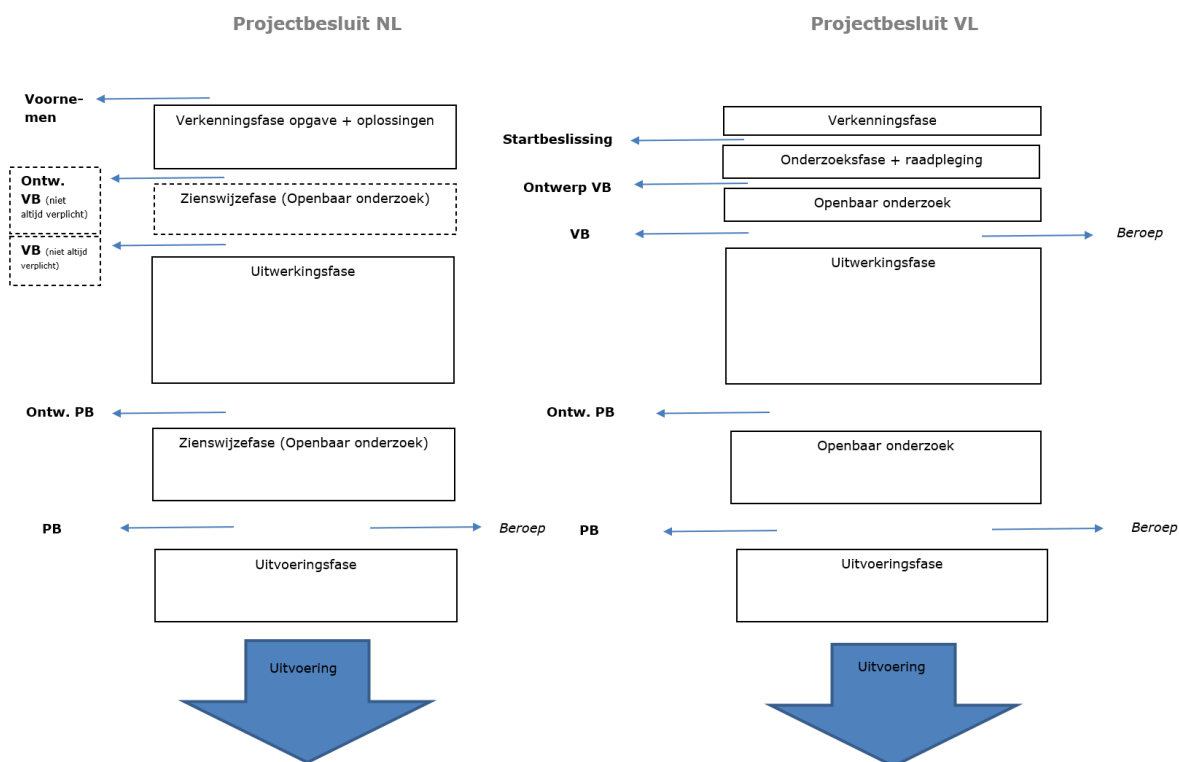 Projectbesluit NL
Voorne-
men
Verkenningsfase opgave + oplossingen
Ontw.
VB (niet
altijd verplicht)
Zienswijzefase (Openbaar onderzoek)
VB (niet altijd
verplicht)
Uitwerkingsfase
Ontw. PB
Zienswijzefase (Openbaar onderzoek)
PB
Beroep
Uitvoeringsfase
Uitvoering
Projectbesluit VL
Verkenningsfase
Startbeslissing
Onderzoeksfase + raadpleging
Ontwerp VB
Openbaar onderzoek
VB
Beroep
Uitwerkingsfase
Ontw. PB
Openbaar onderzoek
PB
Beroep
Uitvoeringsfase
Uitvoering